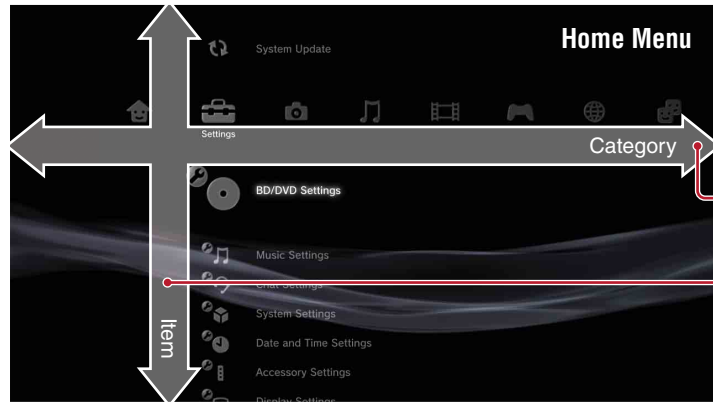 Home Menu
System Update
Settings
Category
BD/DVD Settings
Music Settings
Chat Settings
System Settings
Item
Date and Time Settings
Accessory Settings
Display Settings